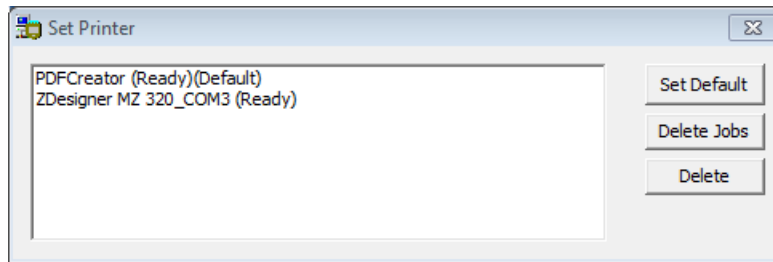 Set Printer
PDFCreator (Ready)(Default)
ZDesigner MZ 320_COM3 (Ready)
Set Default
Delete Jobs
Delete